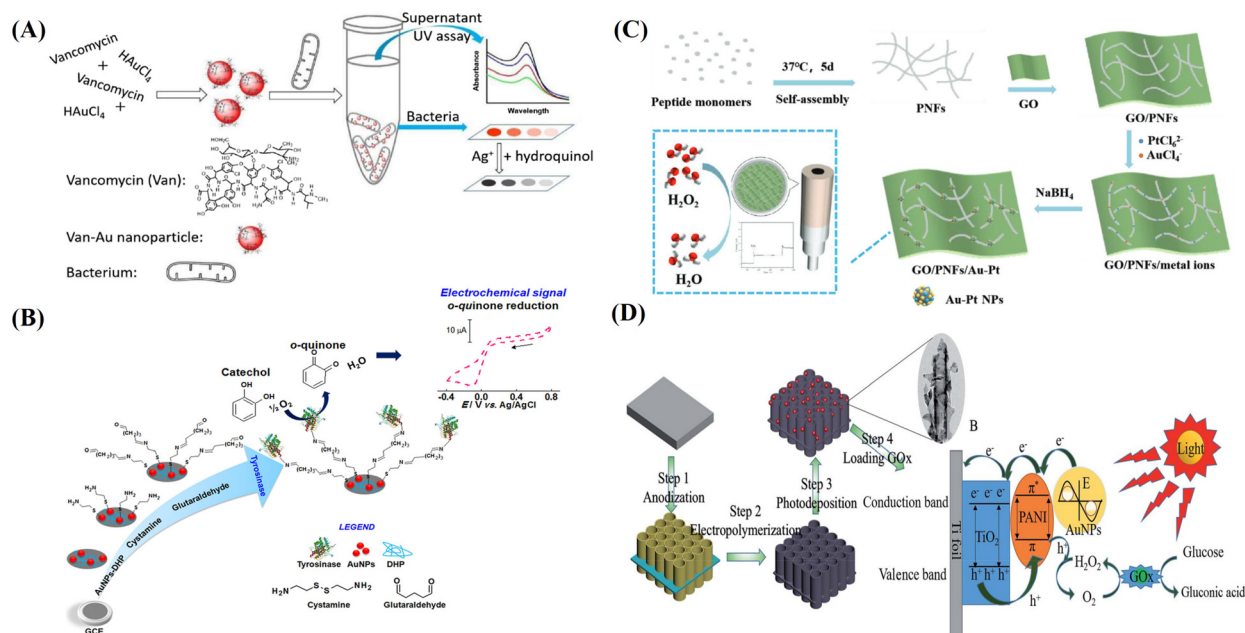 (A)
Vancomycin
+
HAuCl4
Vancomycin
HAuCl4 +
Supernatant
UV assay
Absorbance
Wavelength
Bacteria
Ag+ + hydroquinol
Vancomycin (Van):
Van-Au nanoparticle:
Bacterium:
(B)
Electrochemical signal
o-quinone reduction
10 µA
-0.4 0.0 0.4 0.8
E/ V vs. Ag/AgCl
o-quinone
H2O
Catechol
½ O2
Tyrosinase
Glutaraldehyde
Cystamine
AuNPs-DHP
GCE
LEGEND
Tyrosinase
AuNPs
DHP
H2N
S
S
NH2
Cystamine
Glutaraldehyde
(C)
Peptide monomers
37°C, 5d
Self-assembly
PNFs
GO
GO/PNFs
PtCl6 2-
AuCl4-
GO/PNFs/metal ions
NaBH4
GO/PNFs/Au-Pt
Au-Pt NPs
H2O2
H2O
(D)
Step 1
Anodization
Step 2
Electropolymerization
Step 3
Photodeposition
Step 4
Loading GOx
B
Ti foil
Conduction band
Valence band
e- e- e-
e- e- e-
TiO2
h+ h+ h+
h+
π*
PANI
π
h+
E
AuNPs
Light
H2O2
O2
GOx
Glucose
Gluconic acid